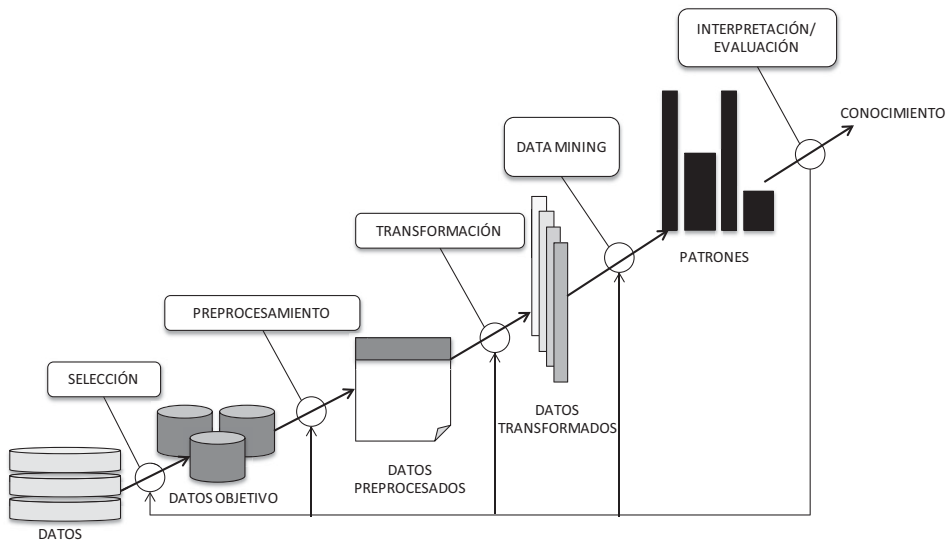 INTERPRETACIÓN/
EVALUACIÓN
CONOCIMIENTO
DATA MINING
PATRONES
TRANSFORMACIÓN
PREPROCESAMIENTO
SELECCIÓN
DATOS
TRANSFORMADOS
DATOS
PREPROCESADOS
DATOS OBJETIVO
DATOS